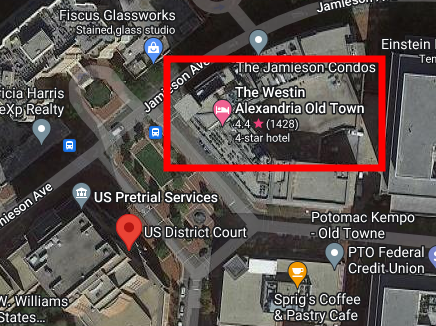 Jamieson
Fiscus Glassworks
Stained glass studio
Einstein
Te
The Jamieson Condos
Jamieson Ave
ricia Harris
eXp Realty
The Westin
Alexandria Old Town
4.4 ★ (1428)
4-star hotel
amieson Ave
US Pretrial Services
US District Court
Potomac Kempo
- Old Towne
PTO Federal
Credit Union
W. Williams
States...
Sprig's Coffee
& Pastry Cafe